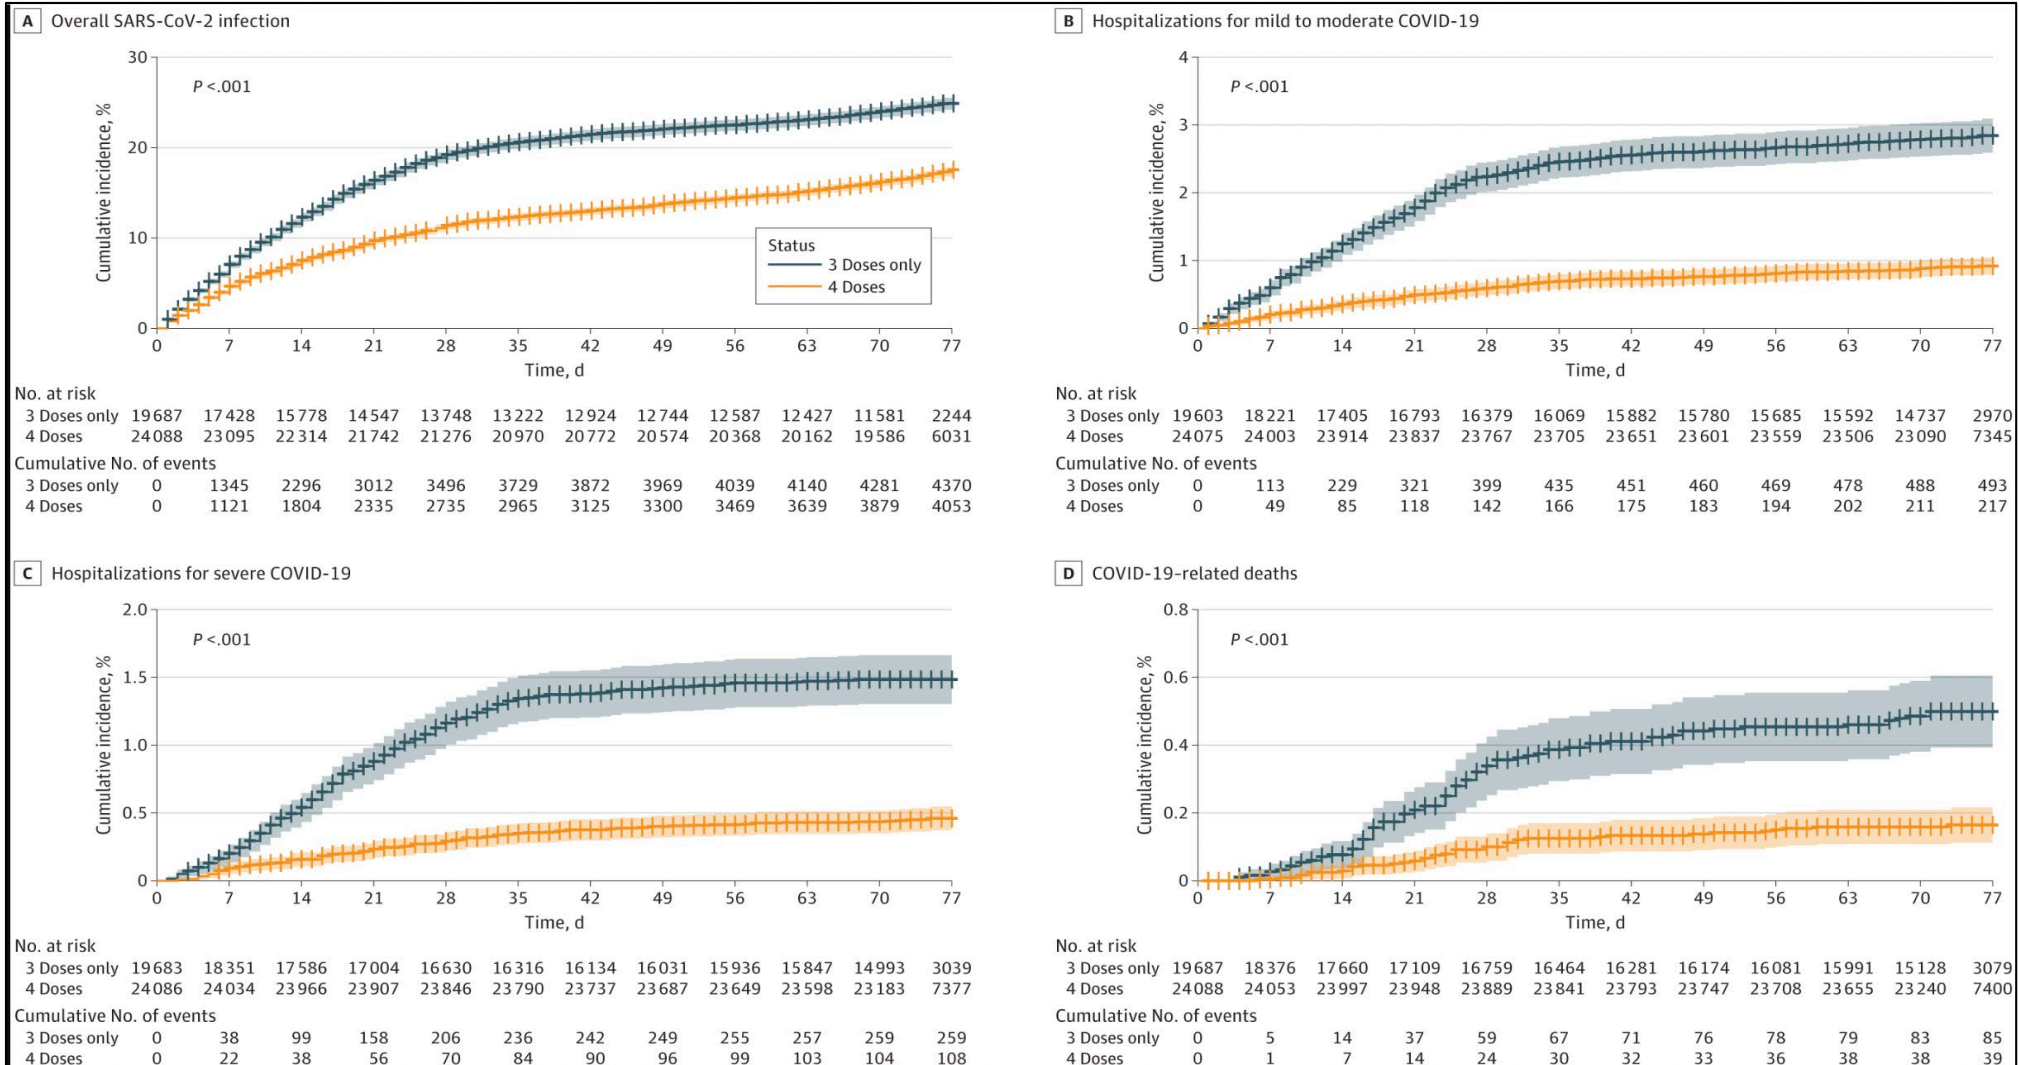 A Overall SARS-CoV-2 infection
30
20
10
0
Cumulative incidence, %
P <.001
Status
3 Doses only
4 Doses
0 7 14 21 28 35 42 49 56 63 70 77
Time, d
No. at risk
3 Doses only 19687 17428 15778 14547 13748 13222 12924 12744 12587 12427 11581 2244
4 Doses 24088 23095 22314 21742 21276 20970 20772 20574 20368 20162 19586 6031
Cumulative No. of events
3 Doses only 0 1345 2296 3012 3496 3729 3872 3969 4039 4140 4281 4370
4 Doses 0 1121 1804 2335 2735 2965 3125 3300 3469 3639 3879 4053
B Hospitalizations for mild to moderate COVID-19
4
3
2
1
0
Cumulative incidence, %
P <.001
0 7 14 21 28 35 42 49 56 63 70 77
Time, d
No. at risk
3 Doses only 19603 18221 17405 16793 16379 16069 15882 15780 15685 15592 14737 2970
4 Doses 24075 24003 23914 23837 23767 23705 23651 23601 23559 23506 23090 7345
Cumulative No. of events
3 Doses only 0 113 229 321 399 435 451 460 469 478 488 493
4 Doses 0 49 85 118 142 166 175 183 194 202 211 217
C Hospitalizations for severe COVID-19
2.0
1.5
1.0
0.5
0
Cumulative incidence, %
P <.001
0 7 14 21 28 35 42 49 56 63 70 77
Time, d
No. at risk
3 Doses only 19683 18351 17586 17004 16630 16316 16134 16031 15936 15847 14993 3039
4 Doses 24086 24034 23966 23907 23846 23790 23737 23687 23649 23598 23183 7377
Cumulative No. of events
3 Doses only 0 38 99 158 206 236 242 249 255 257 259 259
4 Doses 0 22 38 56 70 84 90 96 99 103 104 108
D COVID-19–related deaths
0.8
0.6
0.4
0.2
0
Cumulative incidence, %
P <.001
0 7 14 21 28 35 42 49 56 63 70 77
Time, d
No. at risk
3 Doses only 19687 18376 17660 17109 16759 16464 16281 16174 16081 15991 15128 3079
4 Doses 24088 24053 23997 23948 23889 23841 23793 23747 23708 23655 23240 7400
Cumulative No. of events
3 Doses only 0 5 14 37 59 67 71 76 78 79 83 85
4 Doses 0 1 7 14 24 30 32 33 36 38 38 39